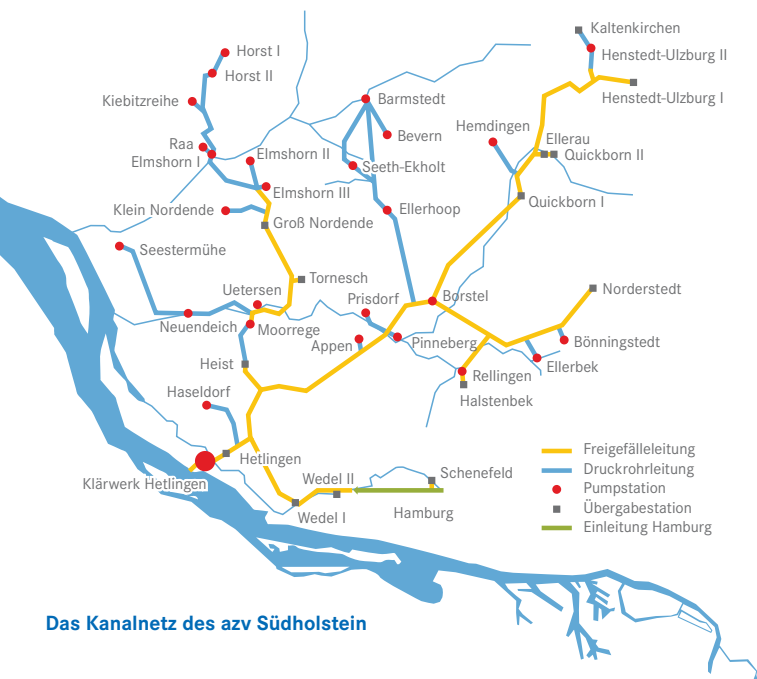 Kaltenkirchen
Horst I
Henstedt-Ulzburg II
Horst II
Henstedt-Ulzburg I
Kiebitzreihe
Barmstedt
Hemdingen
Bevern
Ellerau
Raa
Elmshorn I
Elmshorn II
Quickborn II
Seeth-Ekholt
Elmshorn III
Quickborn I
Klein Nordende
Ellerhoop
Groß Nordende
Seestermühe
Tornesch
Norderstedt
Uetersen
Prisdorf
Borstel
Neuendeich
Moorrege
Appen
Pinneberg
Bönningstedt
Heist
Ellerbek
Rellingen
Haseldorf
Halstenbek
Hetlingen
Klärwerk Hetlingen
Wedel II
Schenefeld
Wedel I
Hamburg
Freigefälleleitung
Druckrohrleitung
Pumpstation
Übergabestation
Einleitung Hamburg
Das Kanalnetz des azv Südholstein